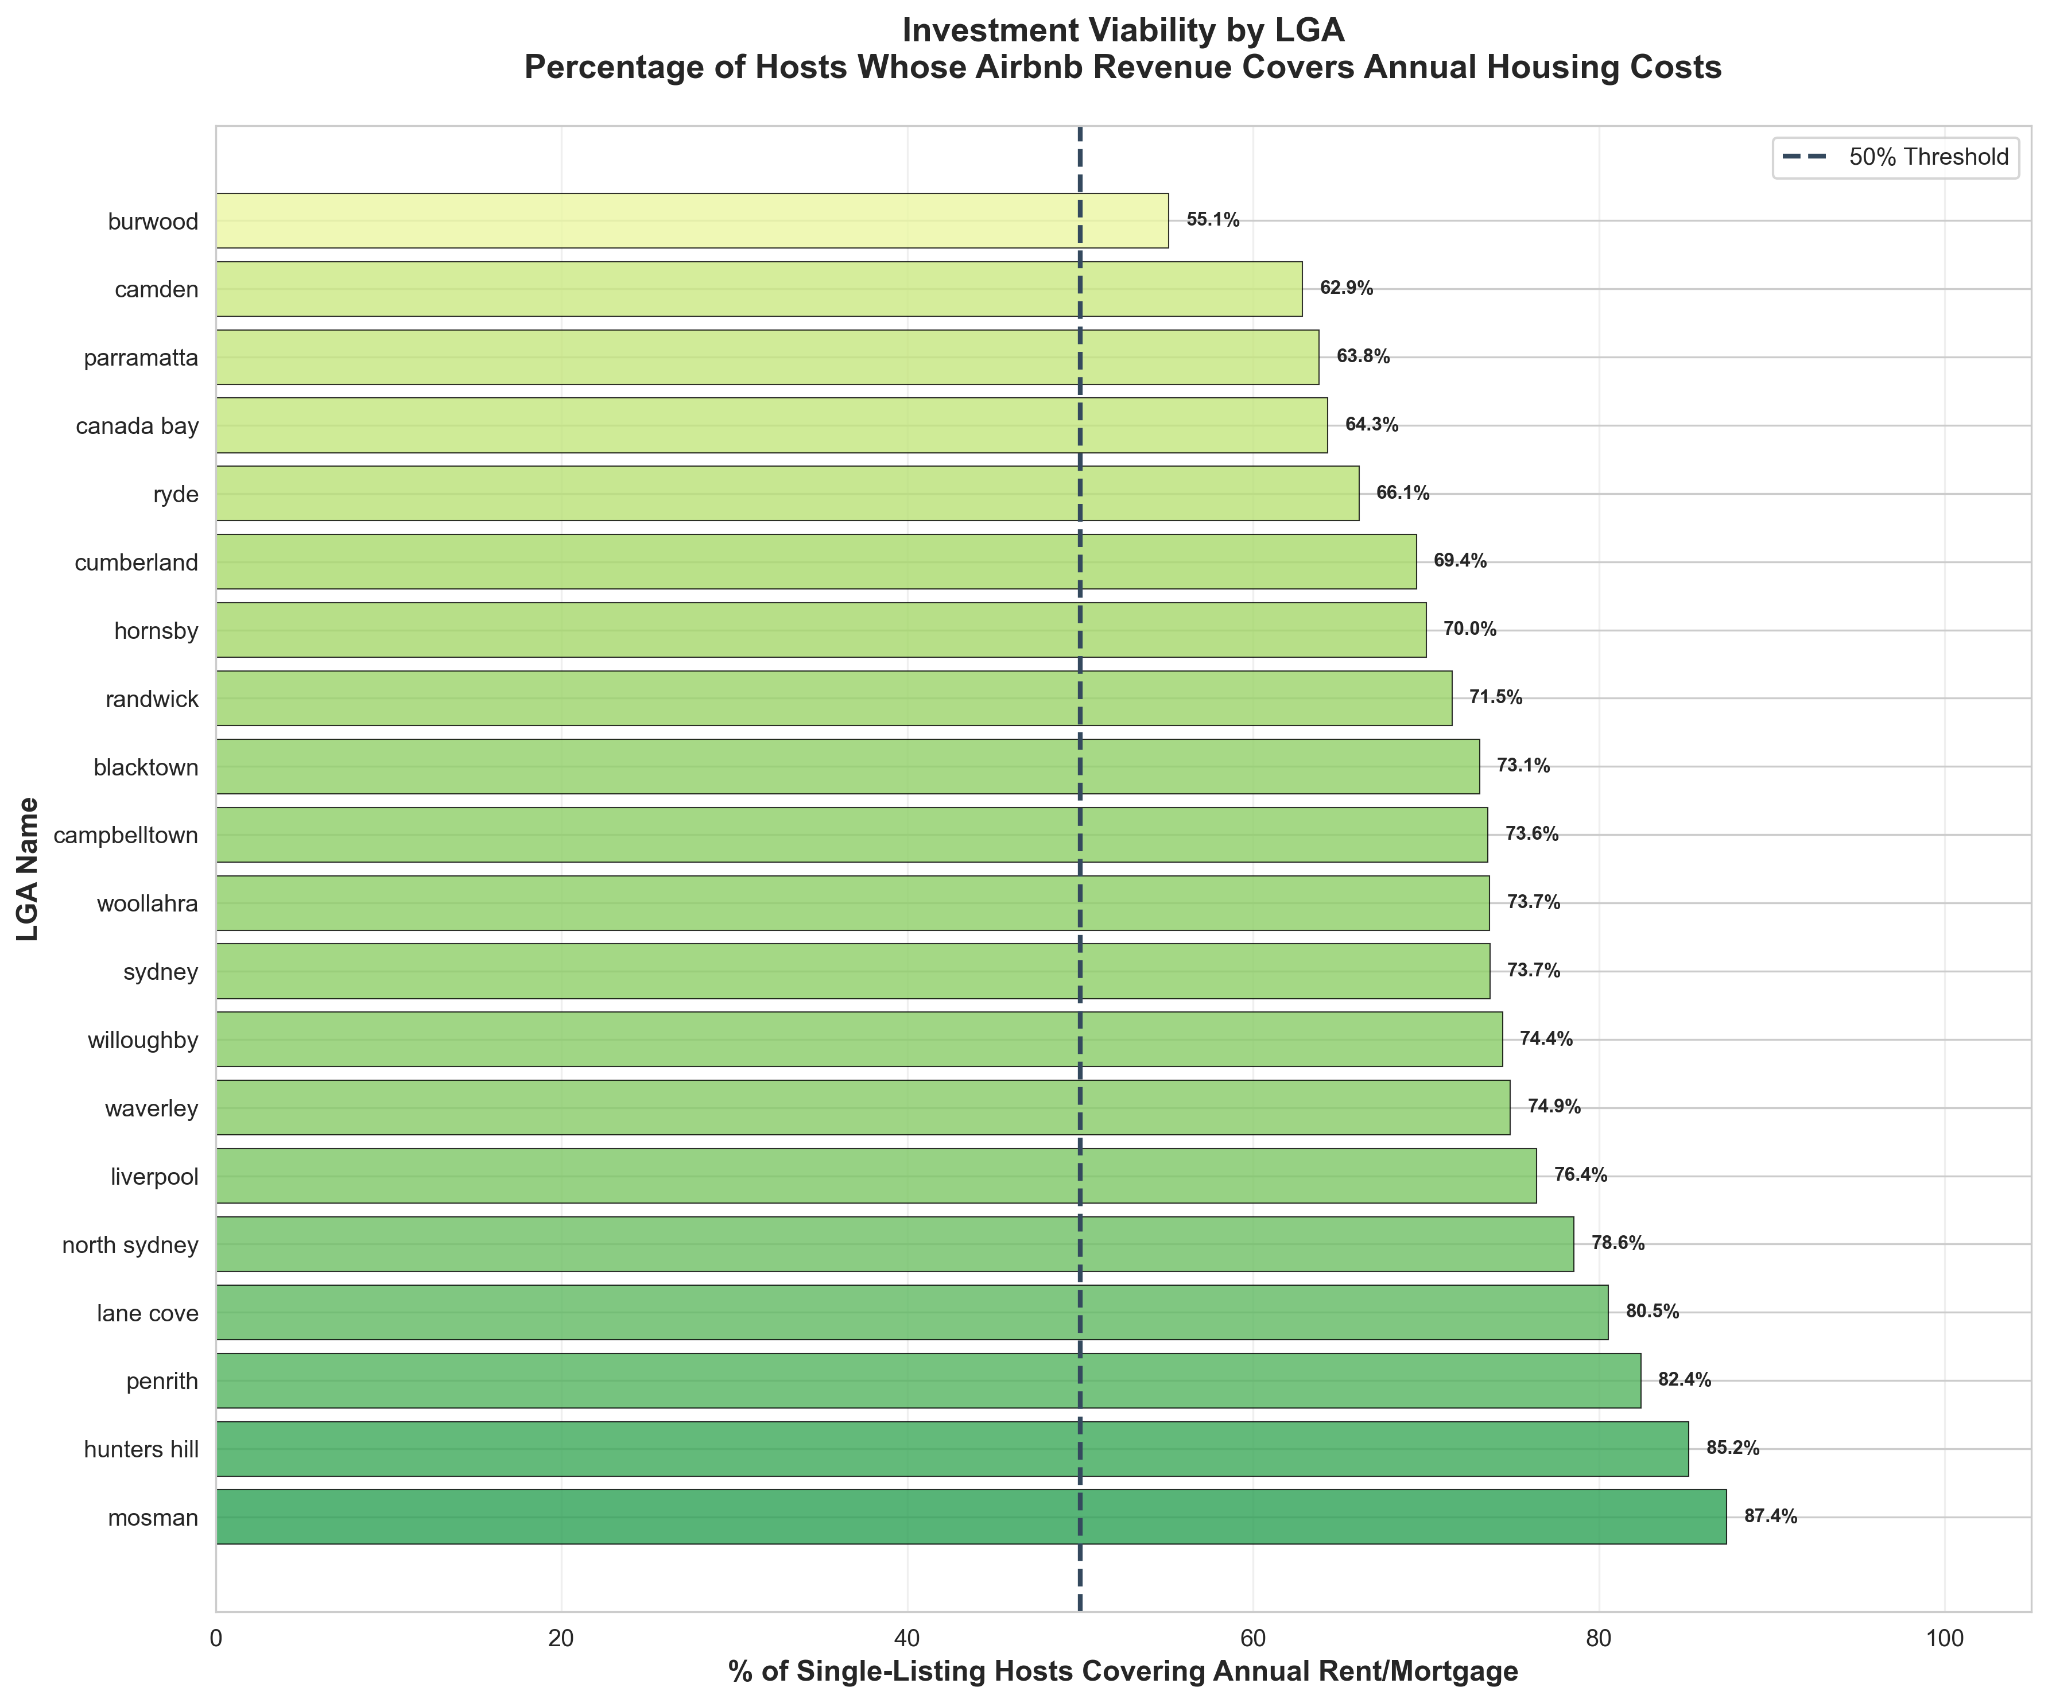 Investment Viability by LGA
Percentage of Hosts Whose Airbnb Revenue Covers Annual Housing Costs
50% Threshold
burwood 55.1%
camden 62.9%
parramatta 63.8%
canada bay 64.3%
ryde 66.1%
cumberland 69.4%
hornsby 70.0%
randwick 71.5%
blacktown 73.1%
campbelltown 73.6%
woollahra 73.7%
sydney 73.7%
willoughby 74.4%
waverley 74.9%
liverpool 76.4%
north sydney 78.6%
lane cove 80.5%
penrith 82.4%
hunters hill 85.2%
mosman 87.4%
LGA Name
0 20 40 60 80 100
% of Single-Listing Hosts Covering Annual Rent/Mortgage